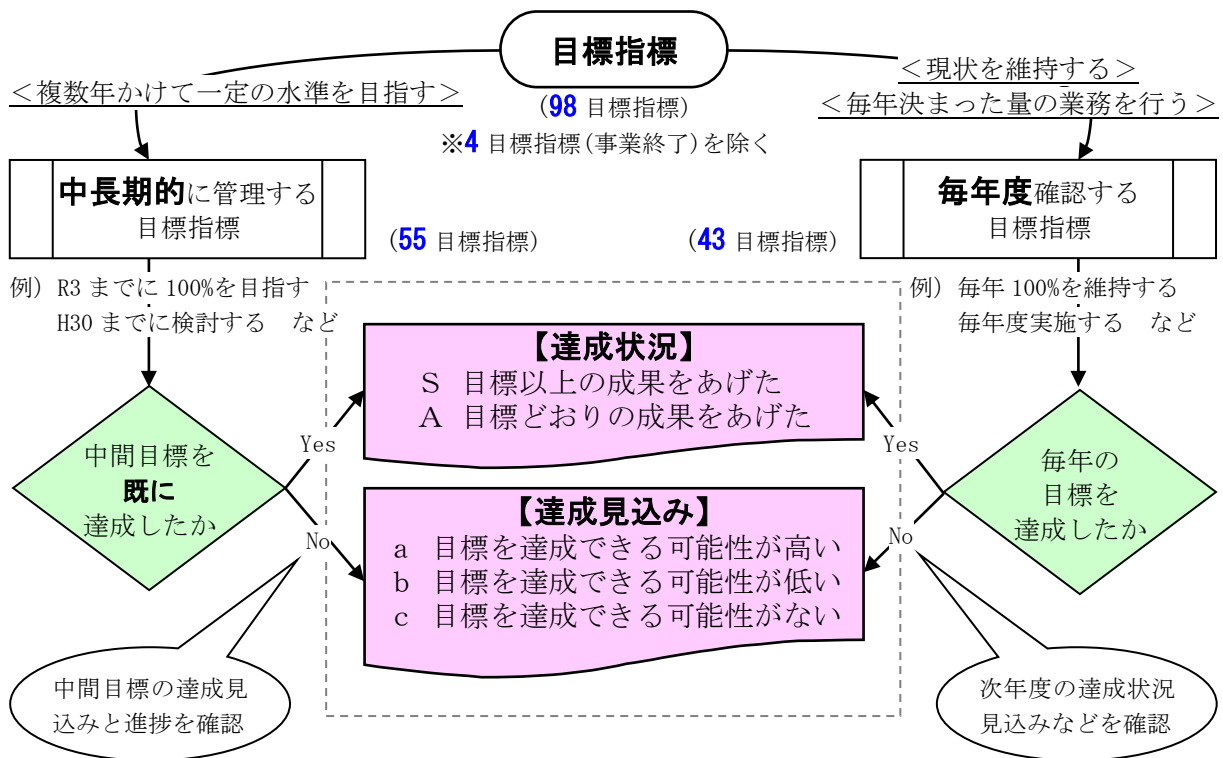 目標指標
＜複数年かけて一定の水準を目指す＞
(98 目標指標)
※4 目標指標(事業終了)を除く
＜現状を維持する＞
＜毎年決まった量の業務を行う＞
中長期的に管理する
目標指標
(55 目標指標)
(43 目標指標)
毎年度確認する
目標指標
例) R3 までに 100%を目指す
H30 までに検討する　など
例) 毎年 100%を維持する
毎年度実施する　など
【達成状況】
Ｓ 目標以上の成果をあげた
Ａ 目標どおりの成果をあげた
中間目標を
既に
達成したか
Yes
No
【達成見込み】
a 目標を達成できる可能性が高い
b 目標を達成できる可能性が低い
c 目標を達成できる可能性がない
Yes
No
毎年の
目標を
達成したか
中間目標の達成見
込みと進捗を確認
次年度の達成状況
見込みなどを確認